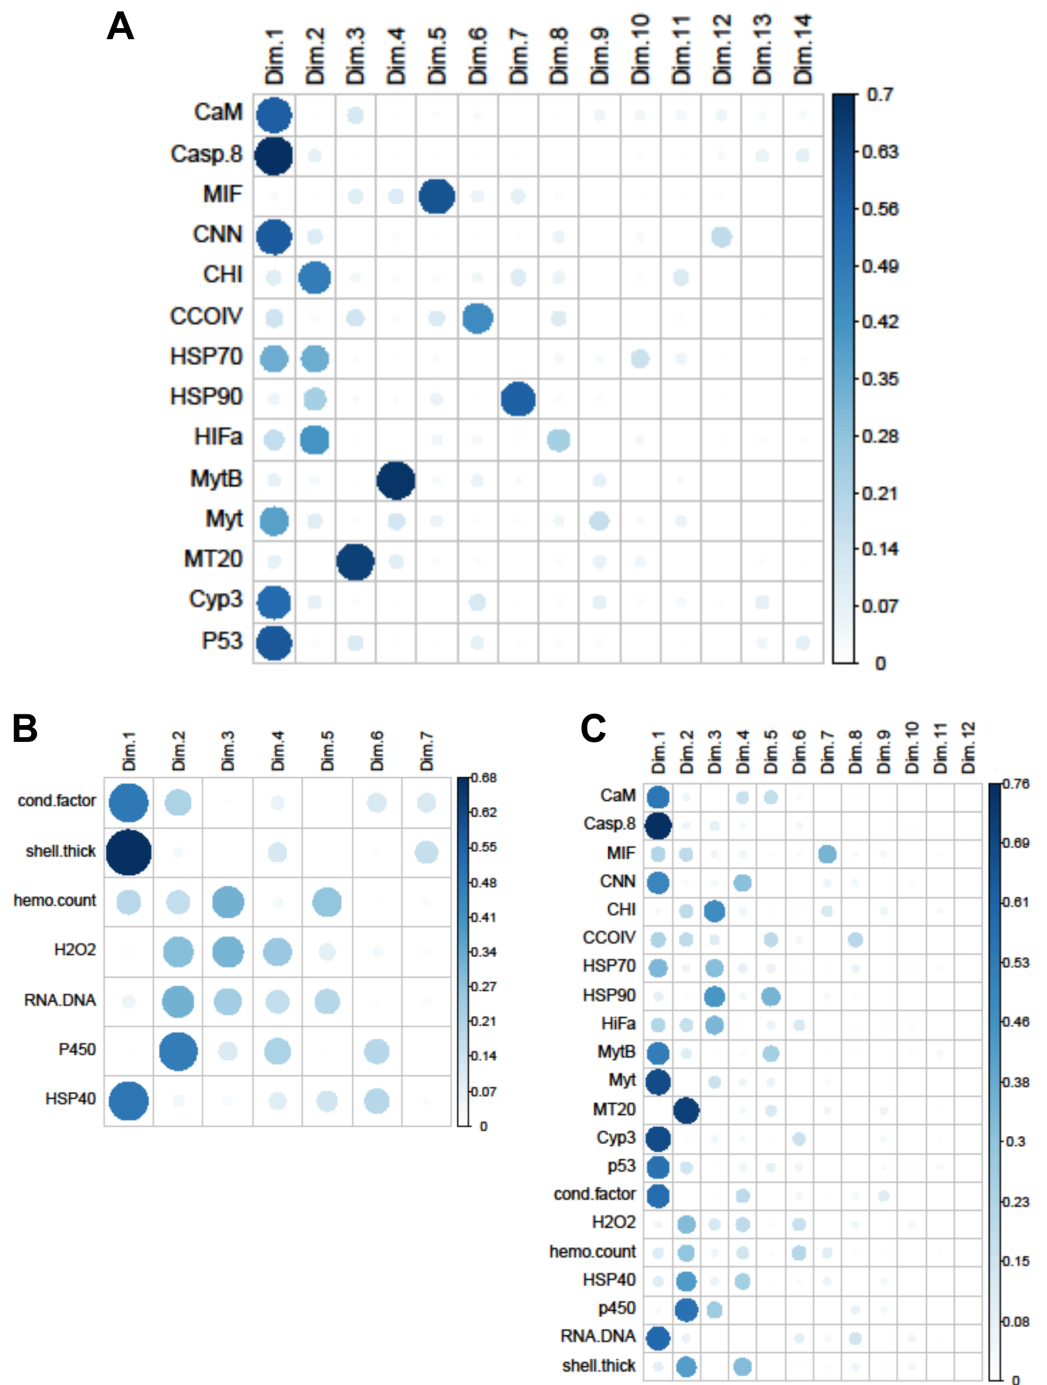 A
Dim.1 Dim.2 Dim.3 Dim.4 Dim.5 Dim.6 Dim.7 Dim.8 Dim.9 Dim.10 Dim.11 Dim.12 Dim.13 Dim.14
CaM
Casp.8
MIF
CNN
CHI
CCOIV
HSP70
HSP90
HIFa
MytB
Myt
MT20
Cyp3
P53
0.7
0.63
0.56
0.49
0.42
0.35
0.28
0.21
0.14
0.07
0
B
Dim.1 Dim.2 Dim.3 Dim.4 Dim.5 Dim.6 Dim.7
cond.factor
shell.thick
hemo.count
H2O2
RNA.DNA
P450
HSP40
0.68
0.62
0.55
0.48
0.41
0.34
0.27
0.21
0.14
0.07
0
C
Dim.1 Dim.2 Dim.3 Dim.4 Dim.5 Dim.6 Dim.7 Dim.8 Dim.9 Dim. 10 Dim. 11 Dim. 12
CaM
Casp.8
MIF
CNN
CHI
CCOIV
HSP70
HSP90
HiFa
MytB
Myt
MT20
Cyp3
p53
cond.factor
H2O2
hemo.count
HSP40
p450
RNA.DNA
shell.thick
0.76
0.69
0.61
0.53
0.46
0.38
0.3
0.23
0.15
0.08
0